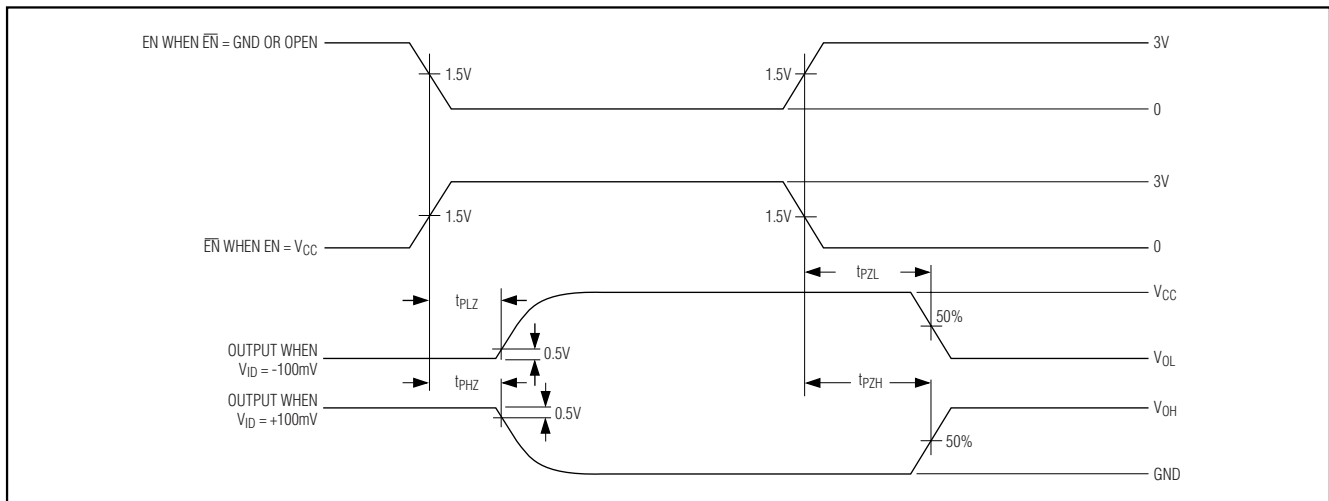 EN WHEN E̅N̅ = GND OR OPEN
3V
1.5V
1.5V
0
3V
1.5V
1.5V
E̅N̅ WHEN EN = VCC
0
tPZL
tPLZ
VCC
50%
OUTPUT WHEN
VID = -100mV
0.5V
VOL
tPHZ
tPZH
OUTPUT WHEN
VID = +100mV
0.5V
VOH
50%
GND